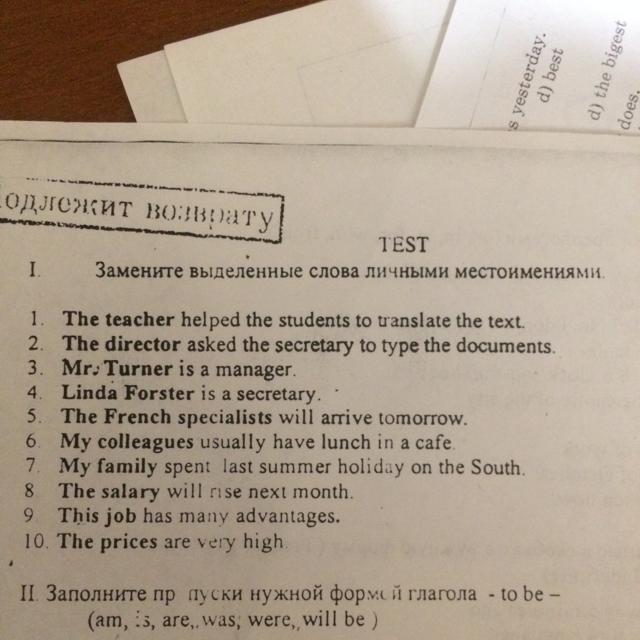 s yesterday.
d) best
d) the bigest
does,
одлежит возврату
TEST
I. Замените выделенные слова личными местоимениями.
1. The teacher helped the students to translate the text.
2. The director asked the secretary to type the documents.
3. Mr. Turner is a manager.
4. Linda Forster is a secretary.
5. The French specialists will arrive tomorrow.
6. My colleagues usually have lunch in a cafe.
7. My family spent last summer holiday on the South.
8 The salary will rise next month.
9 This job has many advantages.
10. The prices are very high.
II. Заполните пр пуски нужной формой глагола - to be –
(am, is, are, was, were, will be )